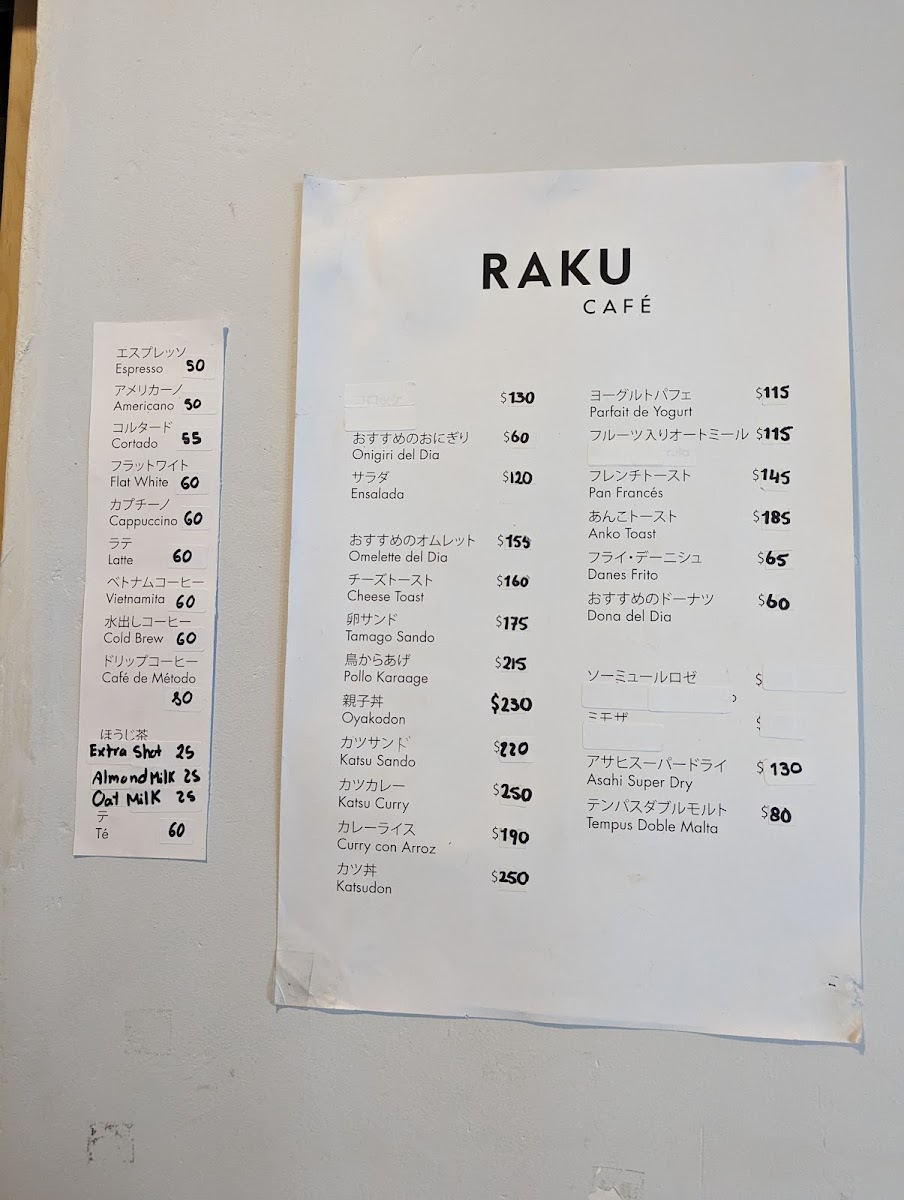 エスプレッソ
Espresso 50
アメリカーノ
Americano 50
コルタード
Cortado 55
フラットワイト
Flat White 60
カプチーノ
Cappuccino 60
ラテ
Latte 60
ベトナムコーヒー
Vietnamita 60
水出しコーヒー
Cold Brew 60
ドリップコーヒー
Café de Método
80
ほうじ茶
Extra Shot 25
Almond Milk 25
Oat Milk 25
テ
Té 60
RAKU
CAFÉ
コロッケ $130
おすすめのおにぎり $60
Onigiri del Dia
サラダ $120
Ensalada
おすすめのオムレット $155
Omelette del Dia
チーズトースト $160
Cheese Toast
卵サンド $175
Tamago Sando
鳥からあげ $215
Pollo Karaage
親子丼 $230
Oyakodon
カツサンド $220
Katsu Sando
カツカレー $250
Katsu Curry
カレーライス $190
Curry con Arroz
カツ丼 $250
Katsudon
ヨーグルトパフェ $115
Parfait de Yogurt
フルーツ入りオートミール $115
フレンチトースト $145
Pan Francés
あんこトースト $185
Anko Toast
フライ・デーニシュ $65
Danes Frito
おすすめのドーナツ $60
Dona del Dia
ソーミュールロゼ $
ミモザ
アサヒスーパードライ $130
Asahi Super Dry
テンパスダブルモルト $80
Tempus Doble Malta